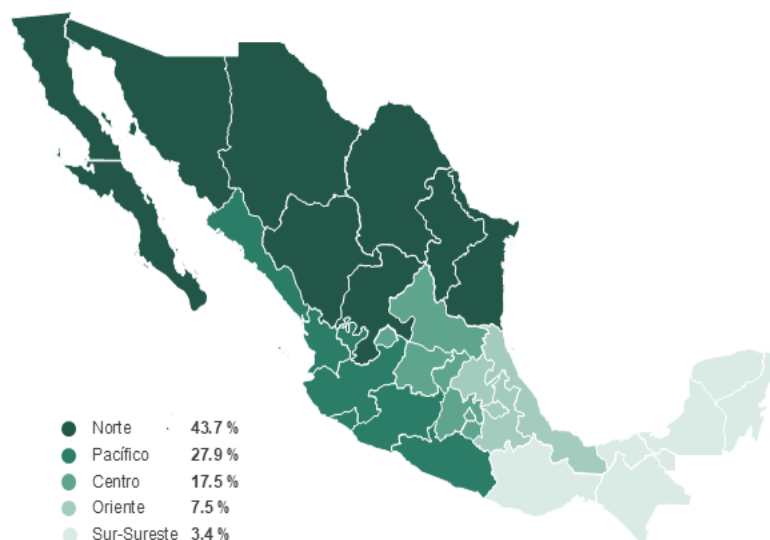 Norte 43.7 %
Pacífico 27.9 %
Centro 17.5 %
Oriente 7.5 %
Sur-Sureste 3.4 %